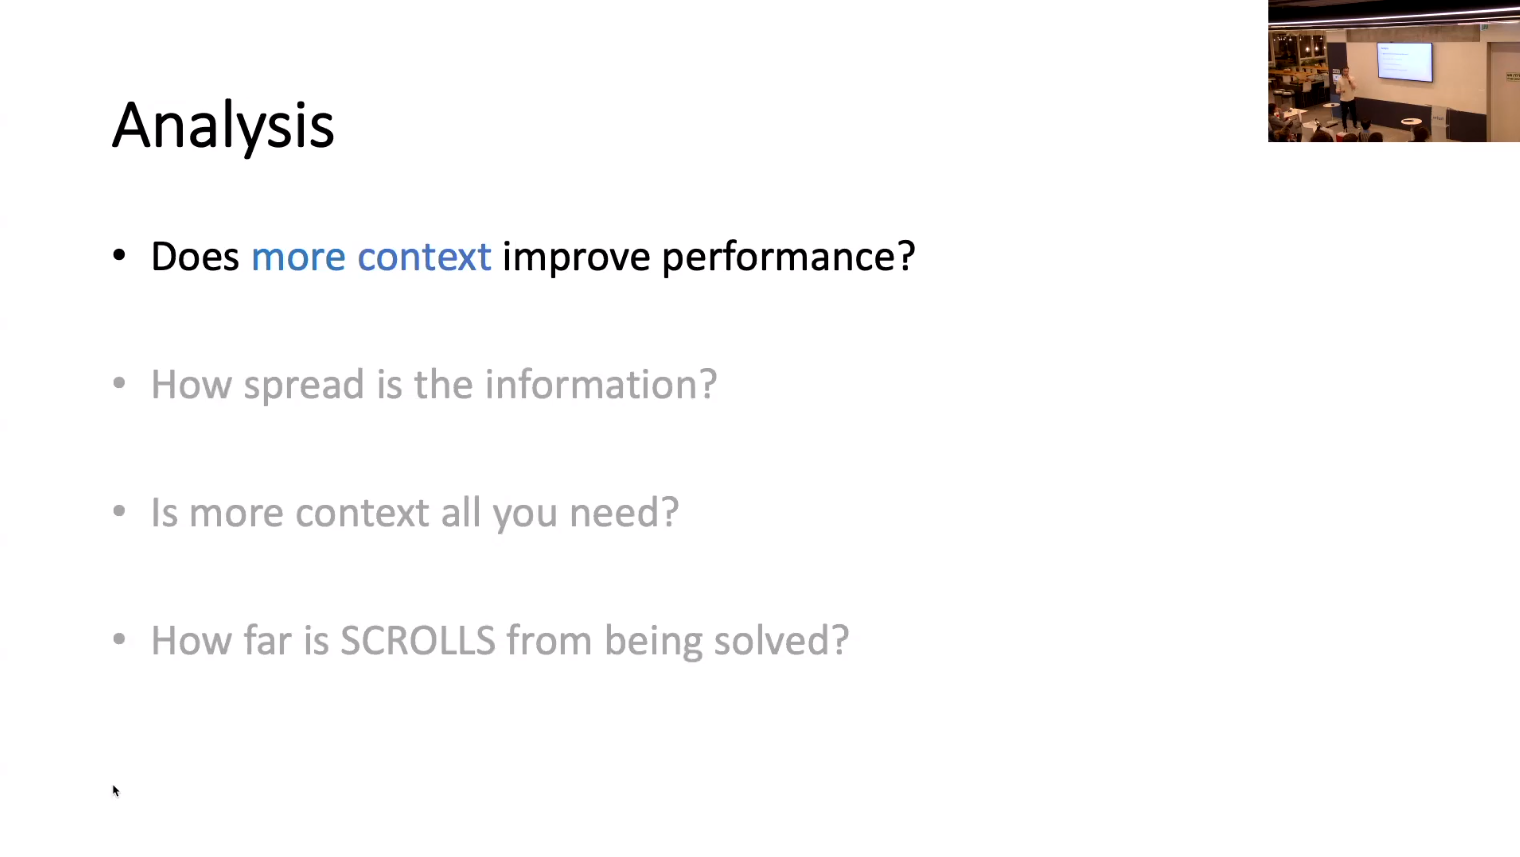 Analysis
• Does more context improve performance?
• How spread is the information?
• Is more context all you need?
• How far is SCROLLS from being solved?